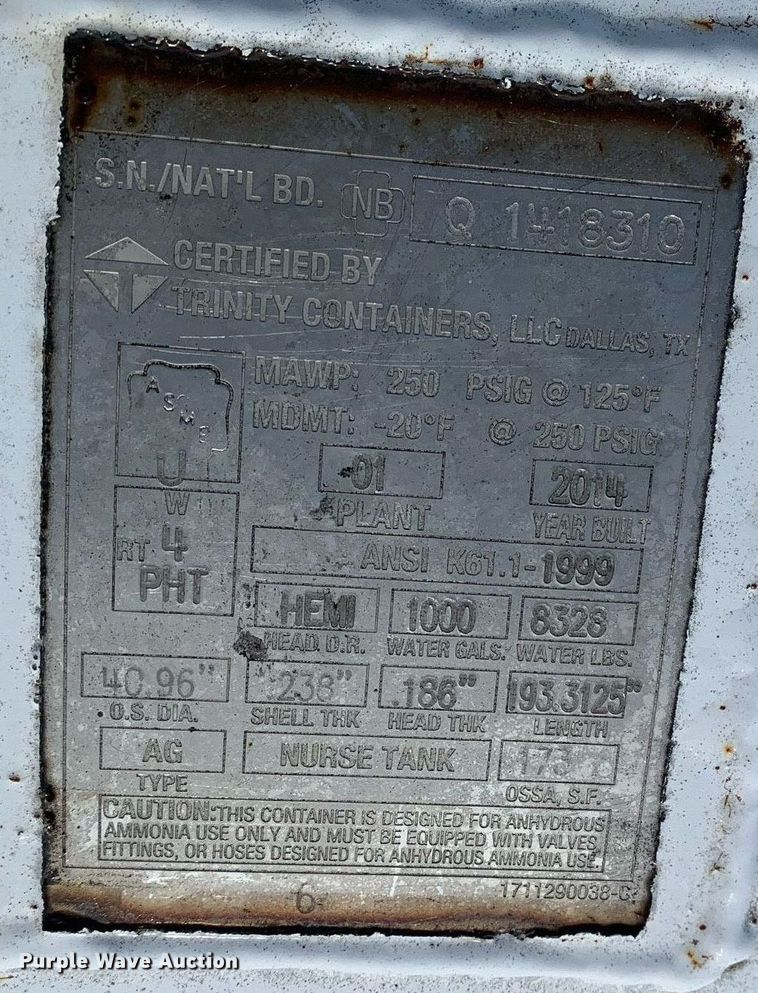 S.N./NAT'L BD. NB Q 1418310
CERTIFIED BY
TRINITY CONTAINERS, LLC DALLAS, TX
ASME
U
MAWP: 250 PSIG @ 125°F
MDMT: -20°F @ 250 PSIG
01 2014
PLANT YEAR BUILT
W
RT 4
PHT
ANSI K61.1-1999
HEMI 1000 8328
HEAD D.R. WATER GALS. WATER LBS.
40.96" .238" .186" 193.3125"
O.S. DIA. SHELL THK HEAD THK LENGTH
AG NURSE TANK
TYPE OSSA, S.F.
CAUTION: THIS CONTAINER IS DESIGNED FOR ANHYDROUS
AMMONIA USE ONLY AND MUST BE EQUIPPED WITH VALVES,
FITTINGS, OR HOSES DESIGNED FOR ANHYDROUS AMMONIA USE.
6 1711290038-C
Purple Wave Auction